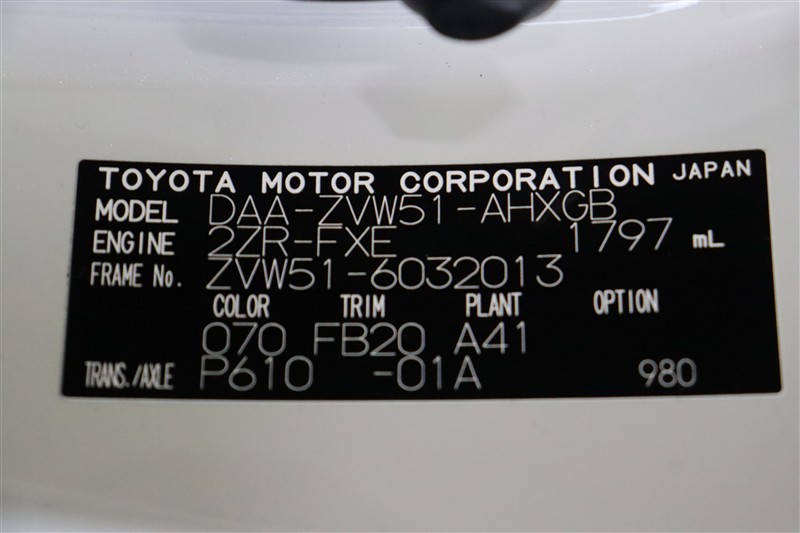 TOYOTA MOTOR CORPORATION JAPAN
MODEL DAA-ZVW51-AHXGB
ENGINE 2ZR-FXE 1797 mL
FRAME No. ZVW51-6032013
COLOR TRIM PLANT OPTION
070 FB20 A41
TRANS./AXLE P610 -01A 980